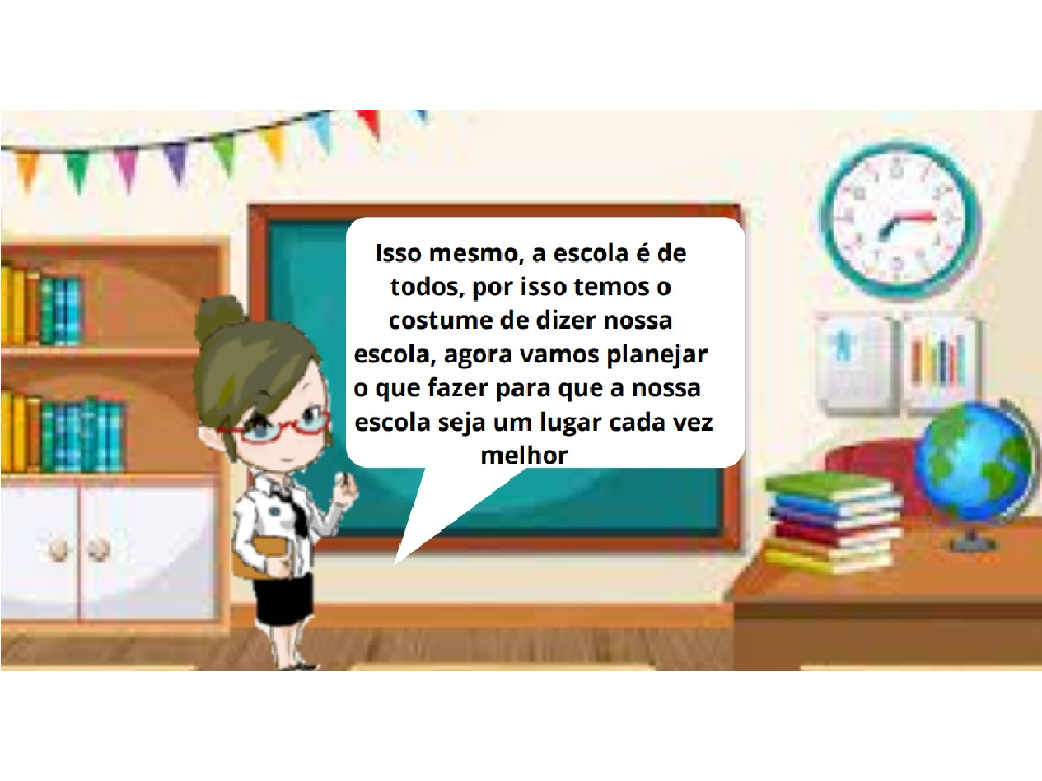 Isso mesmo, a escola é de
todos, por isso temos o
costume de dizer nossa
escola, agora vamos planejar
o que fazer para que a nossa
escola seja um lugar cada vez
melhor